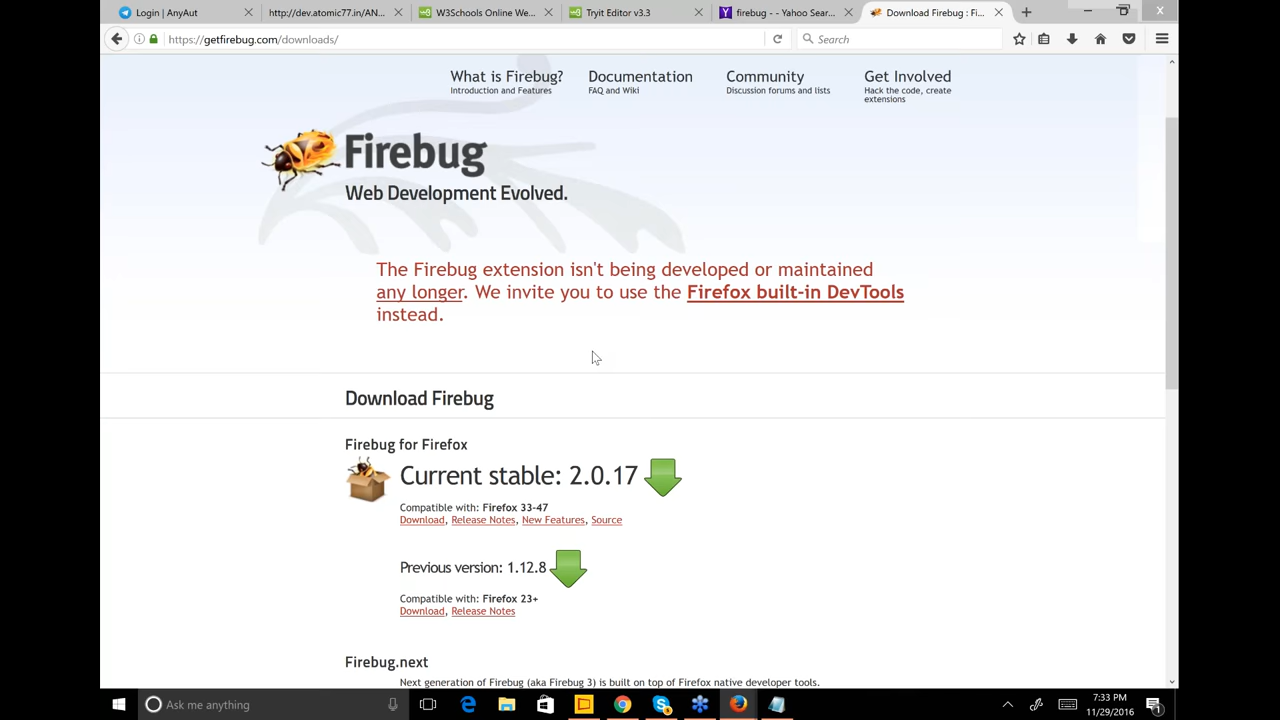 Login | AnyAut
http://dev.atomic77.in/AN...
W3Schools Online We...
Tryit Editor v3.3
firebug - - Yahoo Sear...
Download Firebug : Fi...
https://getfirebug.com/downloads/
Search
What is Firebug?
Introduction and Features
Documentation
FAQ and Wiki
Community
Discussion forums and lists
Get Involved
Hack the code, create
extensions
Firebug
Web Development Evolved.
The Firebug extension isn't being developed or maintained
any longer. We invite you to use the Firefox built-in DevTools
instead.
Download Firebug
Firebug for Firefox
Current stable: 2.0.17
Compatible with: Firefox 33-47
Download, Release Notes, New Features, Source
Previous version: 1.12.8
Compatible with: Firefox 23+
Download, Release Notes
Firebug.next
Next generation of Firebug (aka Firebug 3) is built on top of Firefox native developer tools.
Ask me anything
7:33 PM
11/29/2016